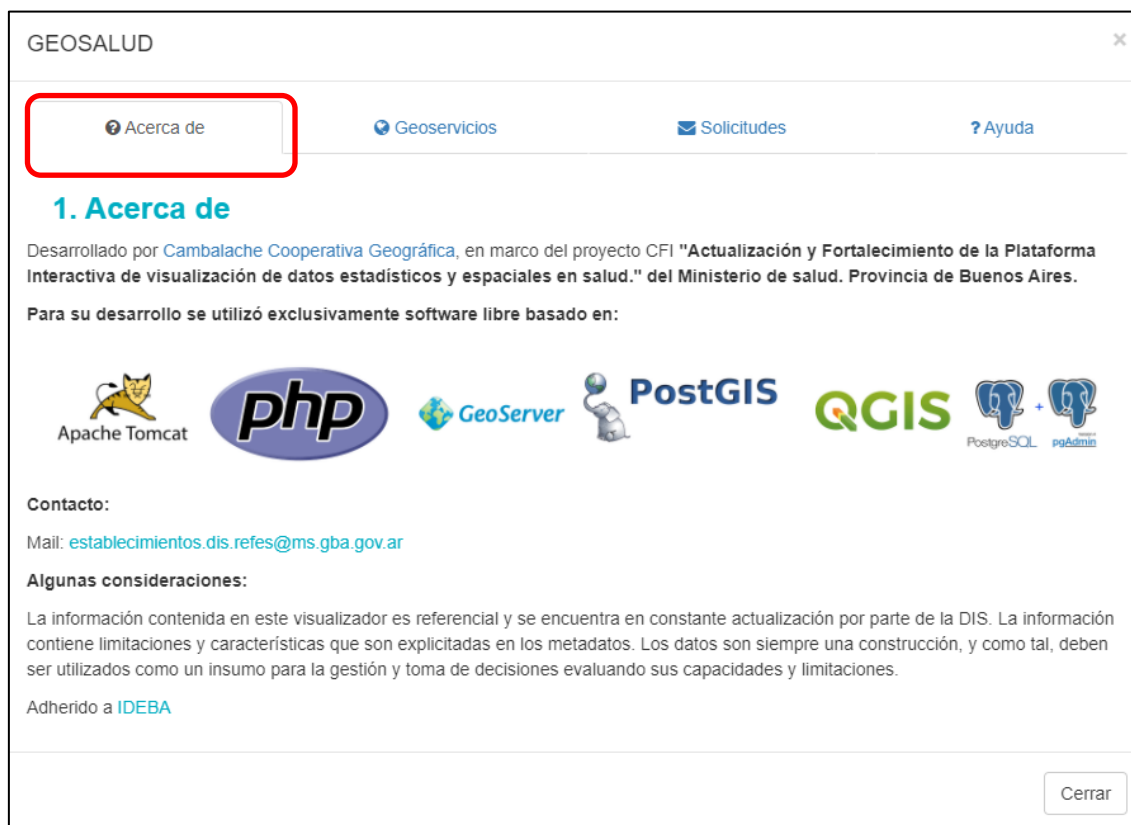 GEOSALUD
×
Acerca de
Geoservicios
Solicitudes
? Ayuda
1. Acerca de
Desarrollado por Cambalache Cooperativa Geográfica, en marco del proyecto CFI "Actualización y Fortalecimiento de la Plataforma
Interactiva de visualización de datos estadísticos y espaciales en salud." del Ministerio de salud. Provincia de Buenos Aires.
Para su desarrollo se utilizó exclusivamente software libre basado en:
Apache Tomcat
php
GeoServer
PostGIS
QGIS
PostgreSQL
+
pgAdmin
Contacto:
Mail: establecimientos.dis.refes@ms.gba.gov.ar
Algunas consideraciones:
La información contenida en este visualizador es referencial y se encuentra en constante actualización por parte de la DIS. La información
contiene limitaciones y características que son explicitadas en los metadatos. Los datos son siempre una construcción, y como tal, deben
ser utilizados como un insumo para la gestión y toma de decisiones evaluando sus capacidades y limitaciones.
Adherido a IDEBA
Cerrar